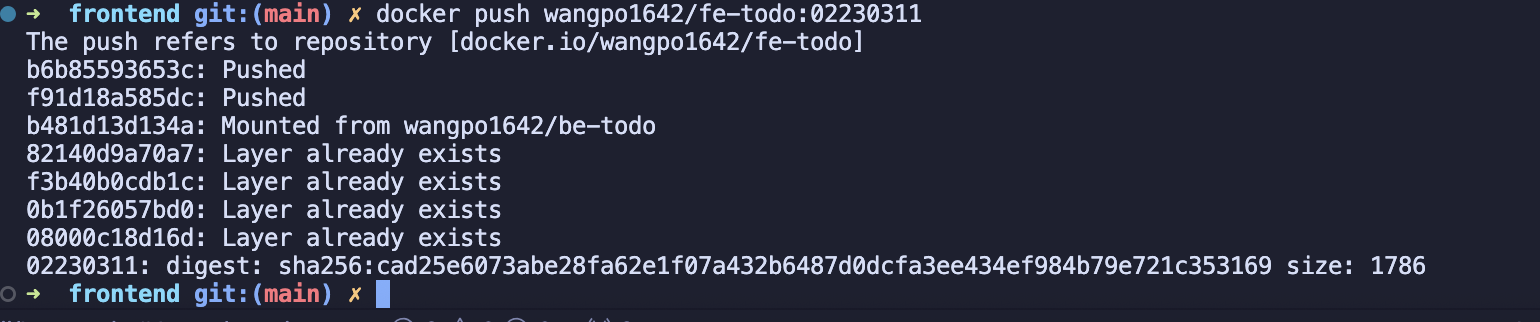 ➜ frontend git:(main) ✗ docker push wangpo1642/fe-todo:02230311
The push refers to repository [docker.io/wangpo1642/fe-todo]
b6b85593653c: Pushed
f91d18a585dc: Pushed
b481d13d134a: Mounted from wangpo1642/be-todo
82140d9a70a7: Layer already exists
f3b40b0cdb1c: Layer already exists
0b1f26057bd0: Layer already exists
08000c18d16d: Layer already exists
02230311: digest: sha256:cad25e6073abe28fa62e1f07a432b6487d0dcfa3ee434ef984b79e721c353169 size: 1786
➜ frontend git:(main) ✗